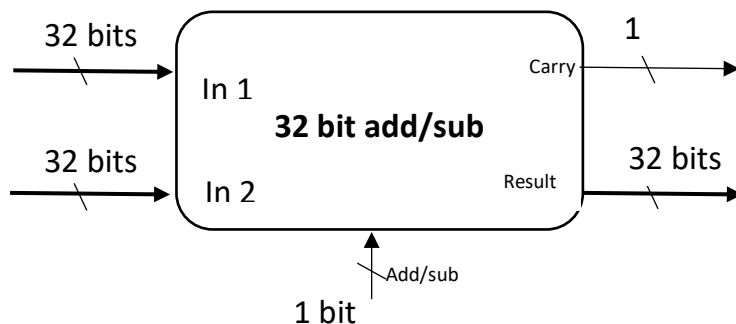 32 bits
1
Carry
In 1
32 bit add/sub
32 bits
32 bits
In 2
Result
Add/sub
1 bit